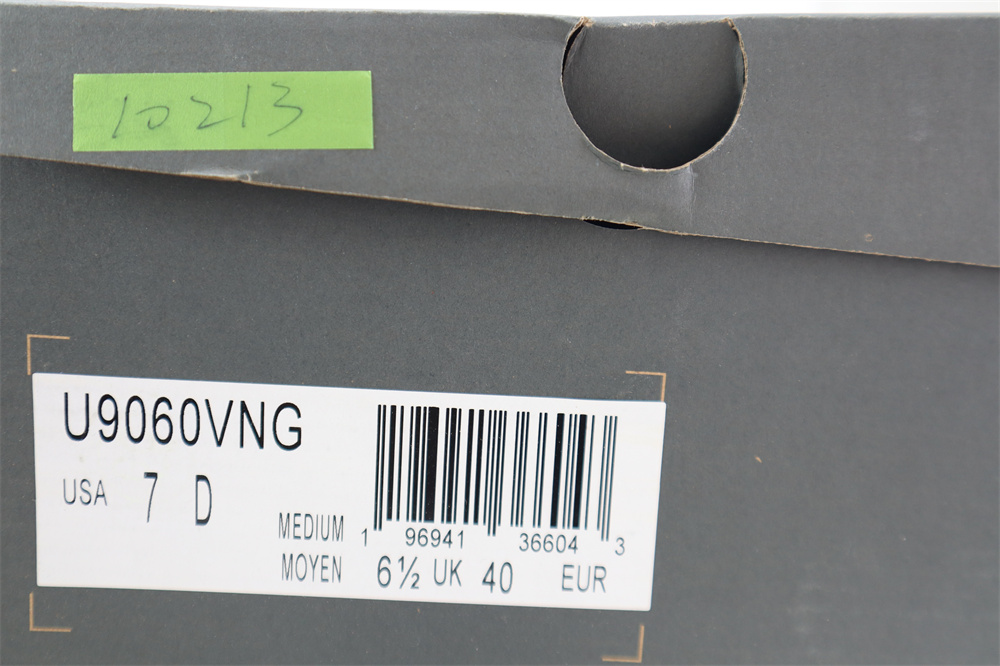 10213
U9060VNG
USA 7 D
MEDIUM 1 96941 36604 3
MOYEN 6½ UK 40 EUR